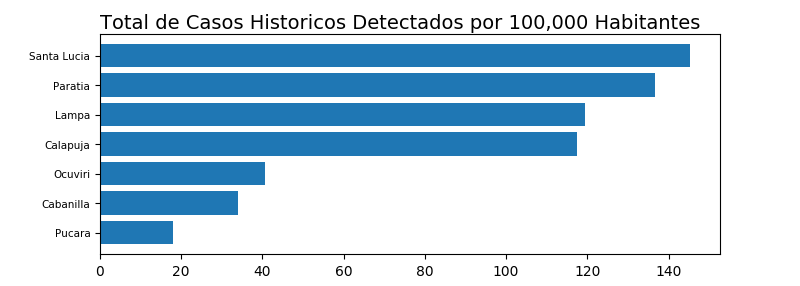 Total de Casos Historicos Detectados por 100,000 Habitantes
Santa Lucia
Paratia
Lampa
Calapuja
Ocuviri
Cabanilla
Pucara
0 20 40 60 80 100 120 140